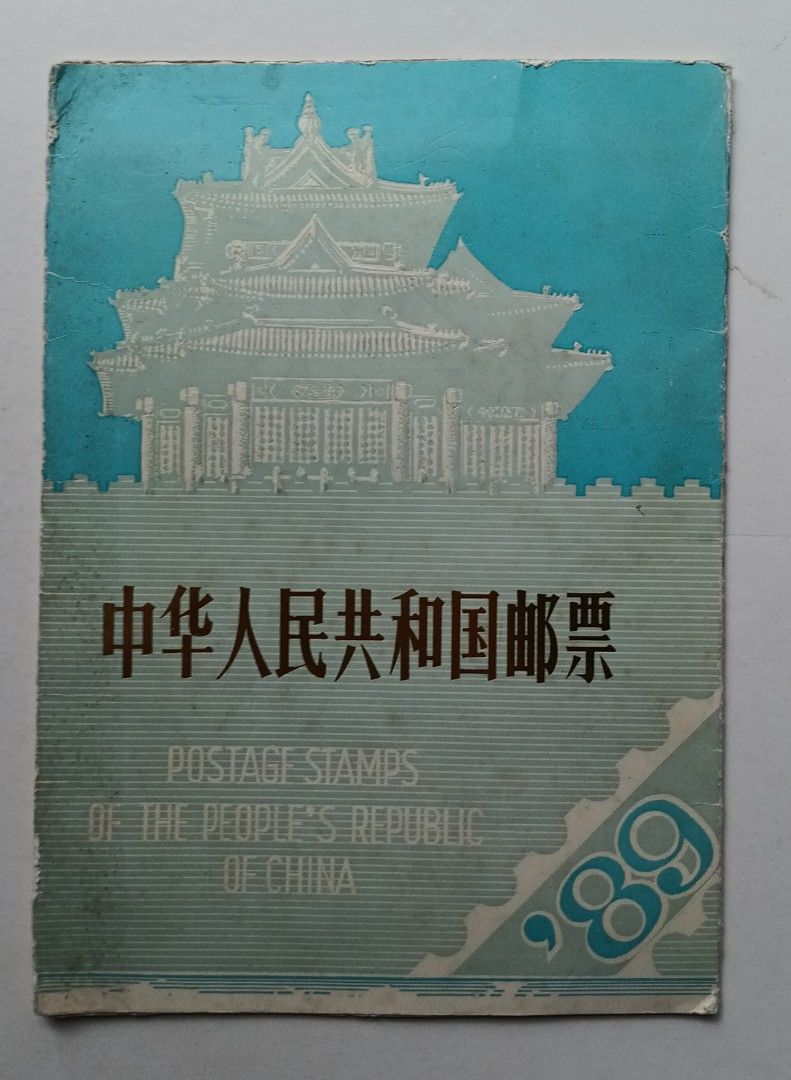 中华人民共和国邮票
POSTAGE STAMPS
OF THE PEOPLE'S REPUBLIC
OF CHINA
'89